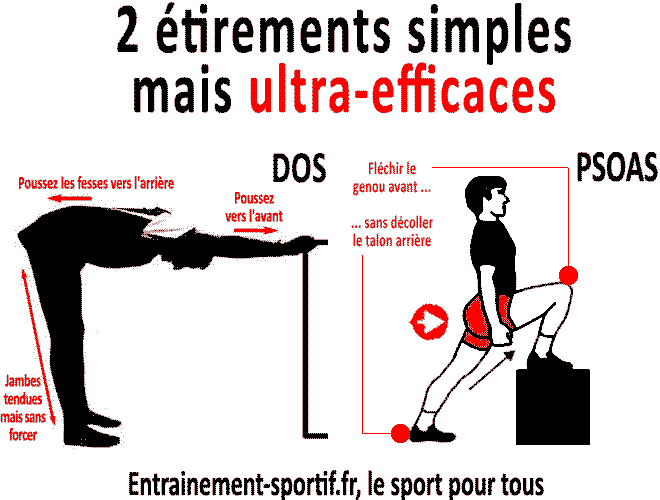 2 étirements simples
mais ultra-efficaces
DOS
Poussez les fesses vers l'arrière
Poussez
vers l'avant
Jambes
tendues
mais sans
forcer
PSOAS
Fléchir le
genou avant ...
... sans décoller
le talon arrière
Entrainement-sportif.fr, le sport pour tous